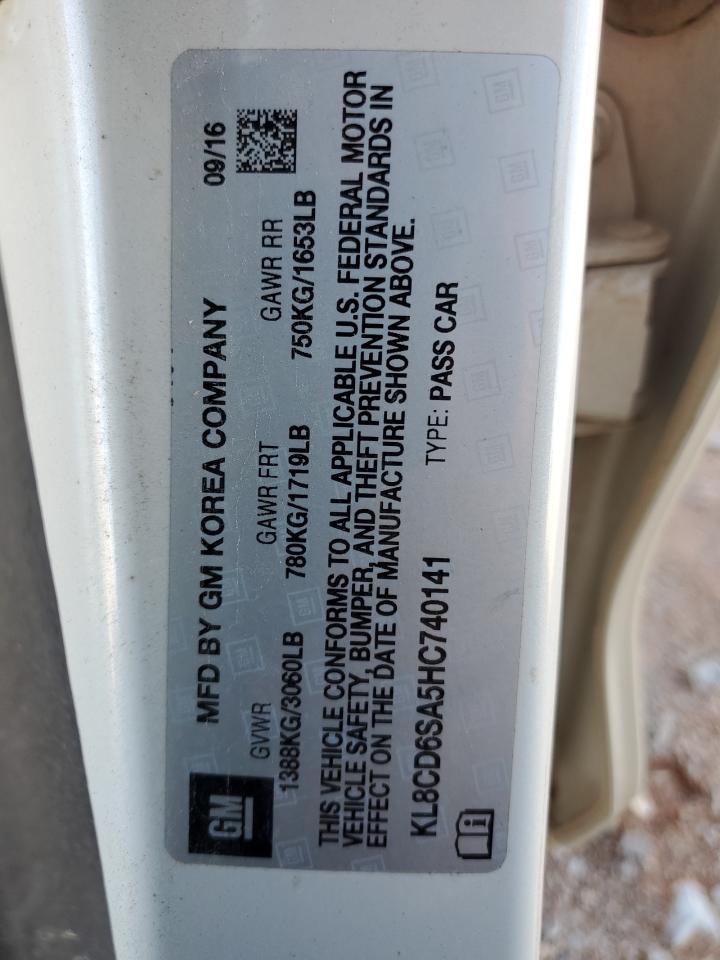 GM
MFD BY GM KOREA COMPANY 09/16
GVWR GAWR FRT GAWR RR
1388KG/3060LB 780KG/1719LB 750KG/1653LB
THIS VEHICLE CONFORMS TO ALL APPLICABLE U.S. FEDERAL MOTOR
VEHICLE SAFETY, BUMPER, AND THEFT PREVENTION STANDARDS IN
EFFECT ON THE DATE OF MANUFACTURE SHOWN ABOVE.
KL8CD6SA5HC740141 TYPE: PASS CAR